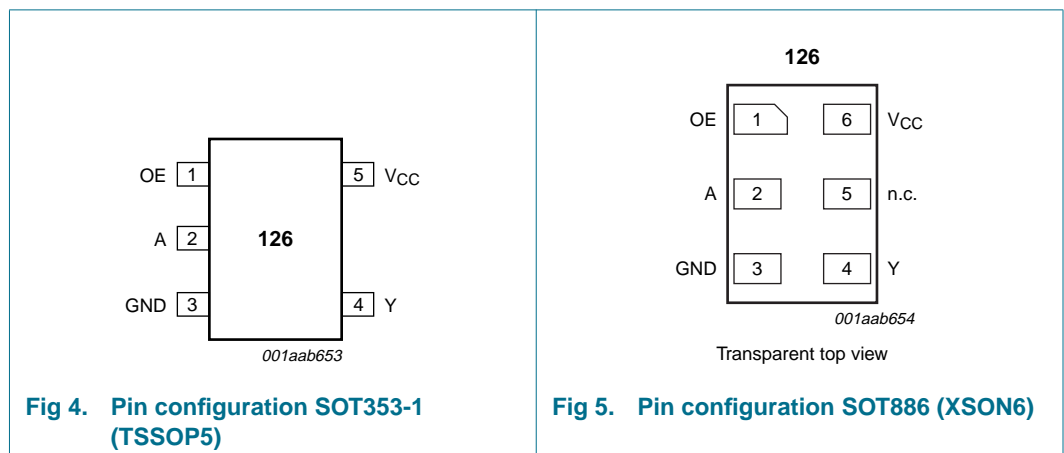 OE 1 5 VCC
A 2 126
GND 3 4 Y
001aab653
Fig 4. Pin configuration SOT353-1
(TSSOP5)
126
OE 1 6 VCC
A 2 5 n.c.
GND 3 4 Y
001aab654
Transparent top view
Fig 5. Pin configuration SOT886 (XSON6)